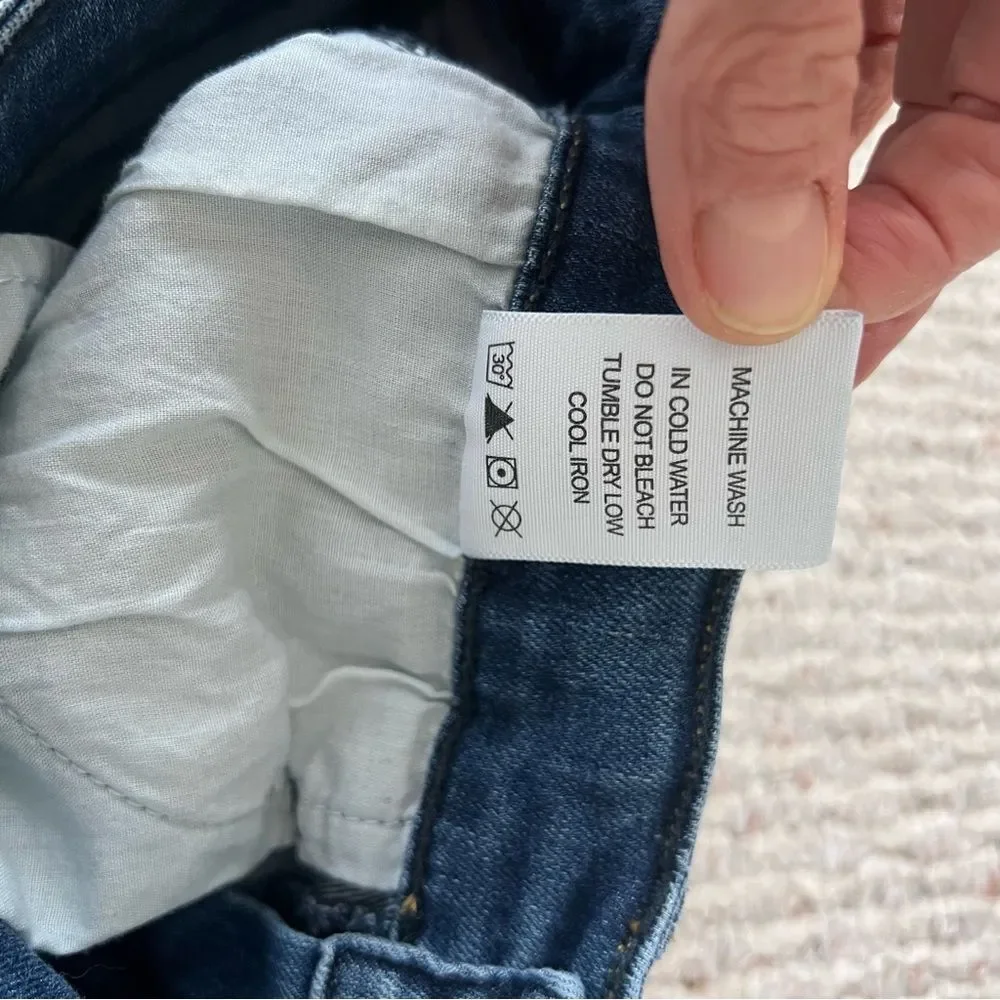 MACHINE WASH
IN COLD WATER
DO NOT BLEACH
TUMBLE DRY LOW
COOL IRON
30°